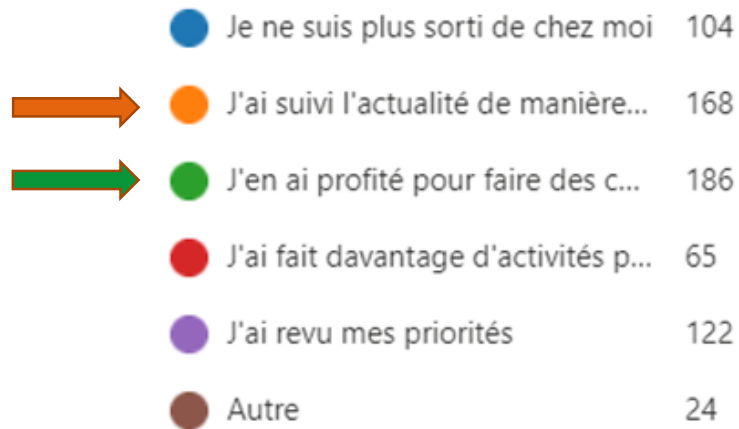 Je ne suis plus sorti de chez moi 104
J'ai suivi l'actualité de manière... 168
J'en ai profité pour faire des c... 186
J'ai fait davantage d'activités p... 65
J'ai revu mes priorités 122
Autre 24